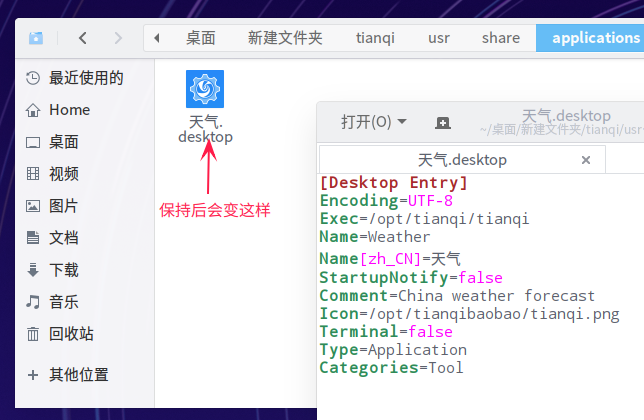 桌面 新建文件夹 tianqi usr share applications
最近使用的
Home
桌面
视频
图片
文档
下载
音乐
回收站
其他位置
天气.
desktop
保持后会变这样
打开(O) 天气.desktop
~/桌面/新建文件夹/tianqi/usr
天气.desktop
[Desktop Entry]
Encoding=UTF-8
Exec=/opt/tianqi/tianqi
Name=Weather
Name[zh_CN]=天气
StartupNotify=false
Comment=China weather forecast
Icon=/opt/tianqibaobao/tianqi.png
Terminal=false
Type=Application
Categories=Tool